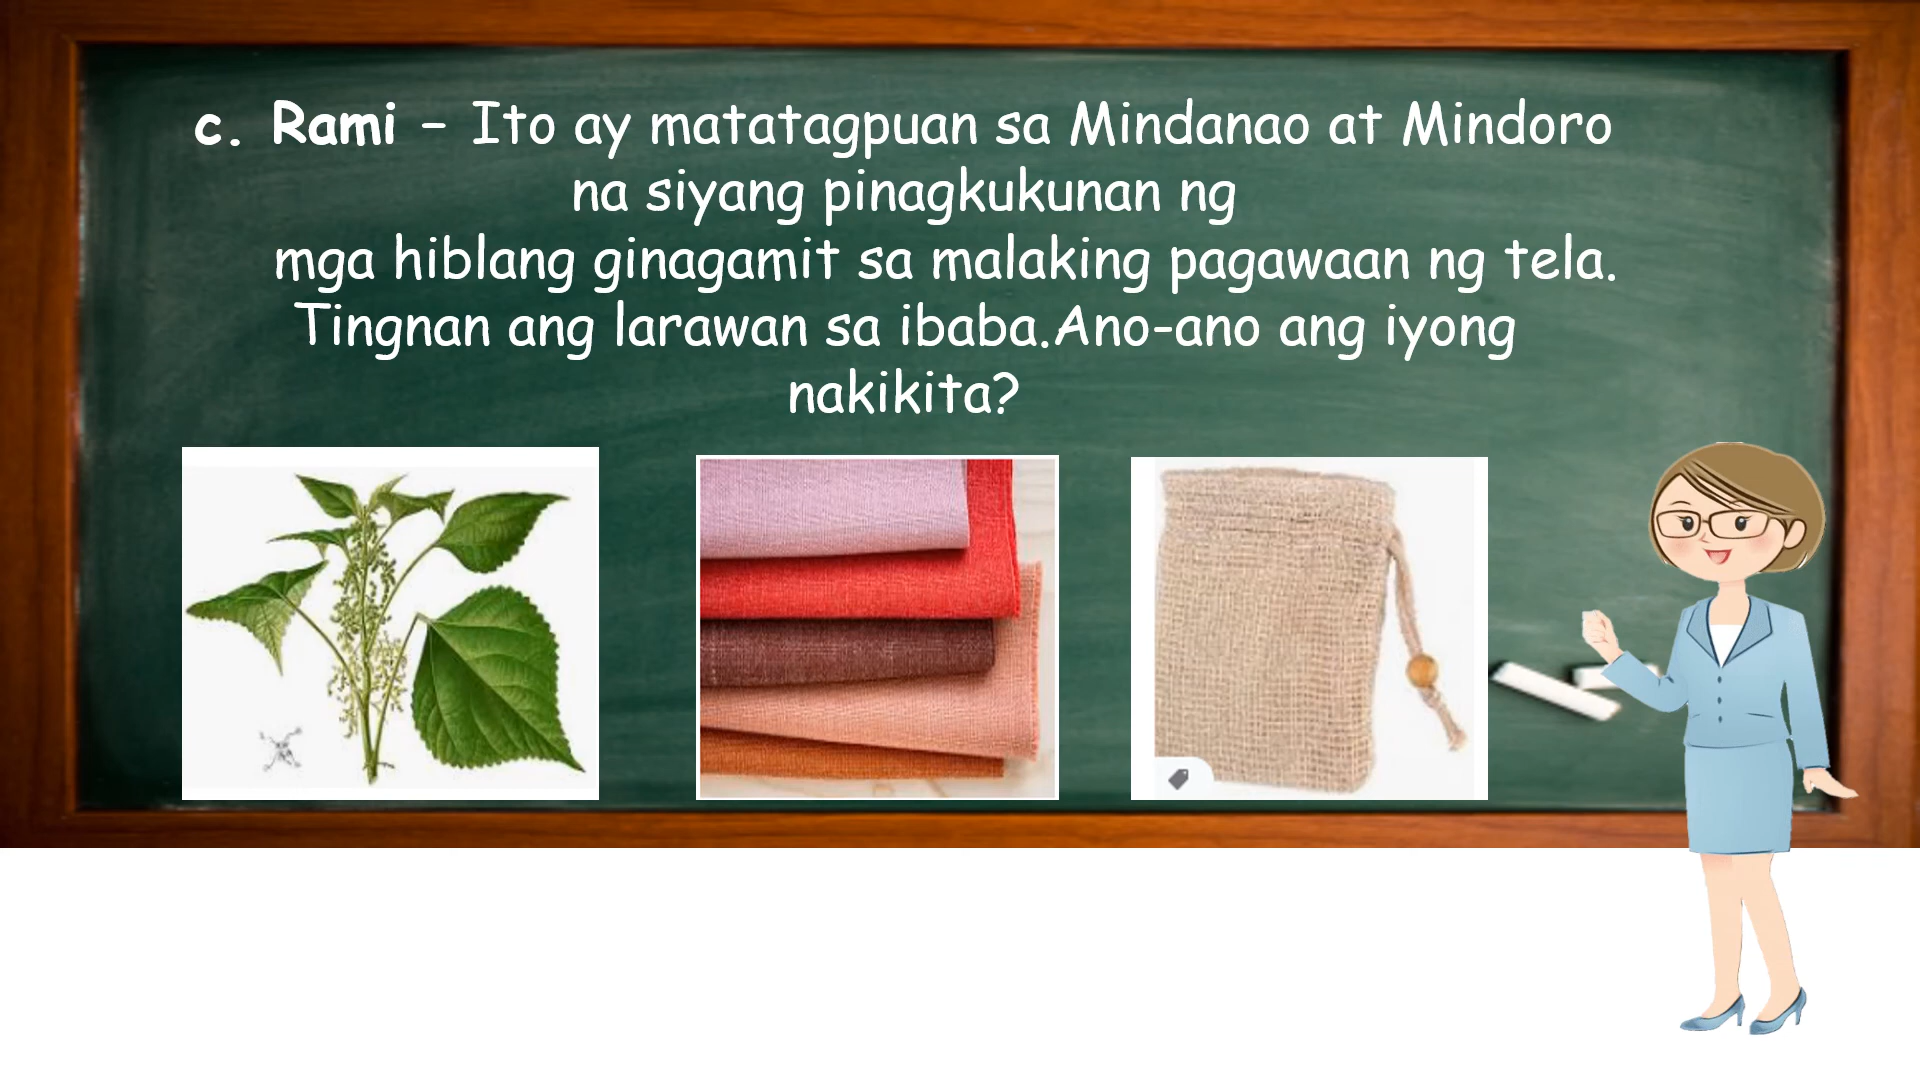 c. Rami – Ito ay matatagpuan sa Mindanao at Mindoro
na siyang pinagkukunan ng
mga hiblang ginagamit sa malaking pagawaan ng tela.
Tingnan ang larawan sa ibaba.Ano-ano ang iyong
nakikita?